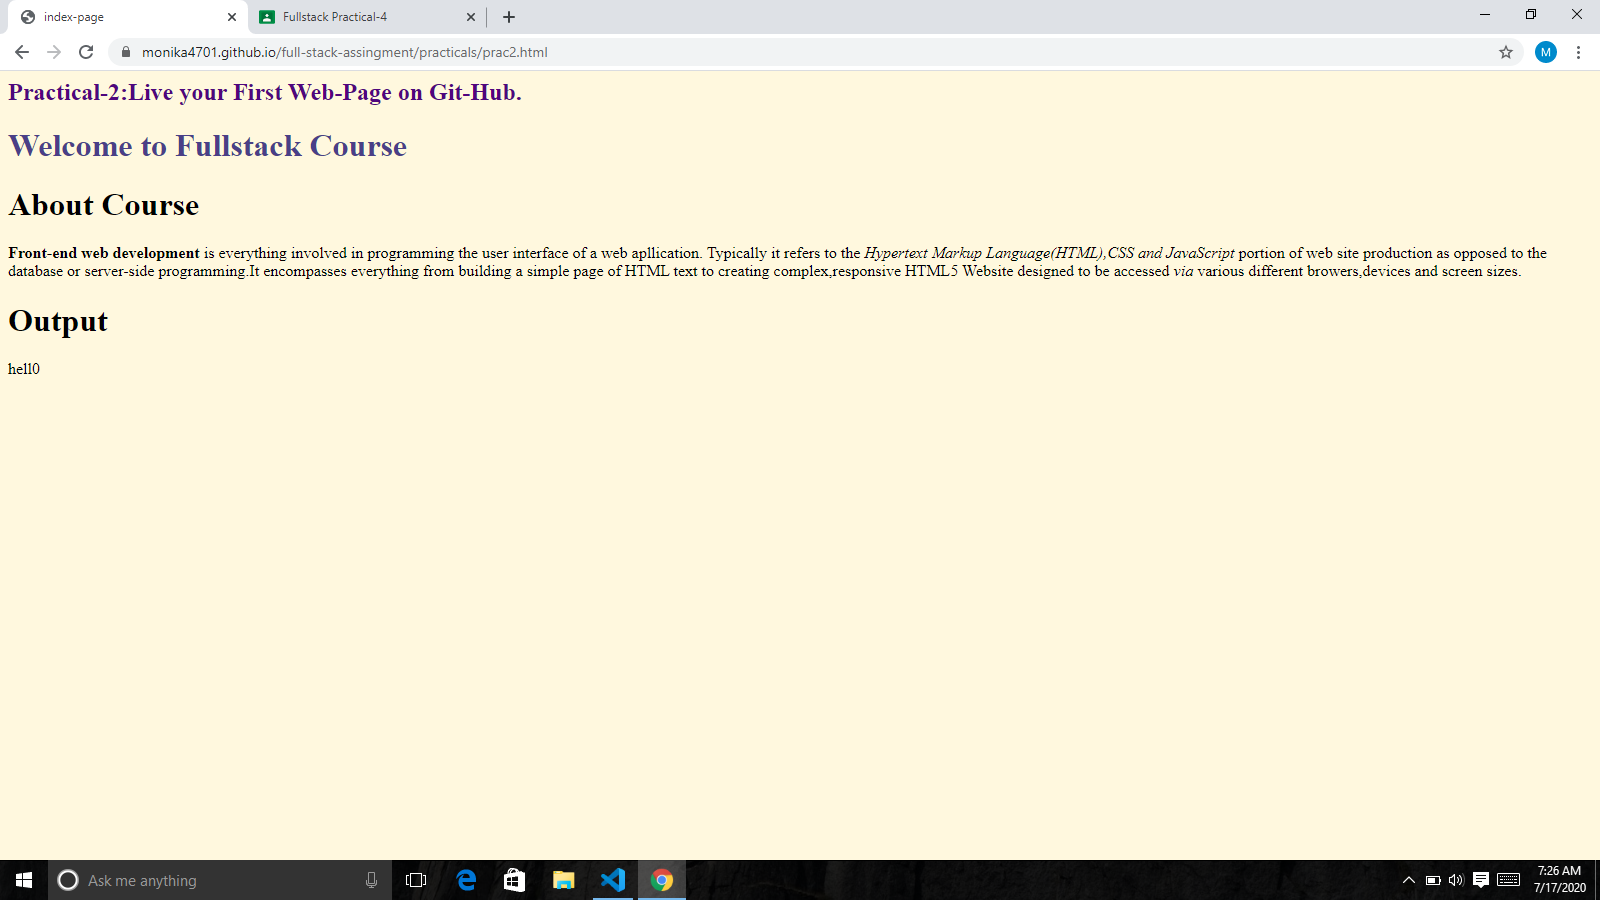 index-page
Fullstack Practical-4
monika4701.github.io/full-stack-assingment/practicals/prac2.html
M
Practical-2:Live your First Web-Page on Git-Hub.
Welcome to Fullstack Course
About Course
Front-end web development is everything involved in programming the user interface of a web apllication. Typically it refers to the Hypertext Markup Language(HTML),CSS and JavaScript portion of web site production as opposed to the
database or server-side programming.It encompasses everything from building a simple page of HTML text to creating complex,responsive HTML5 Website designed to be accessed via various different browers,devices and screen sizes.
Output
hell0
Ask me anything
7:26 AM
7/17/2020